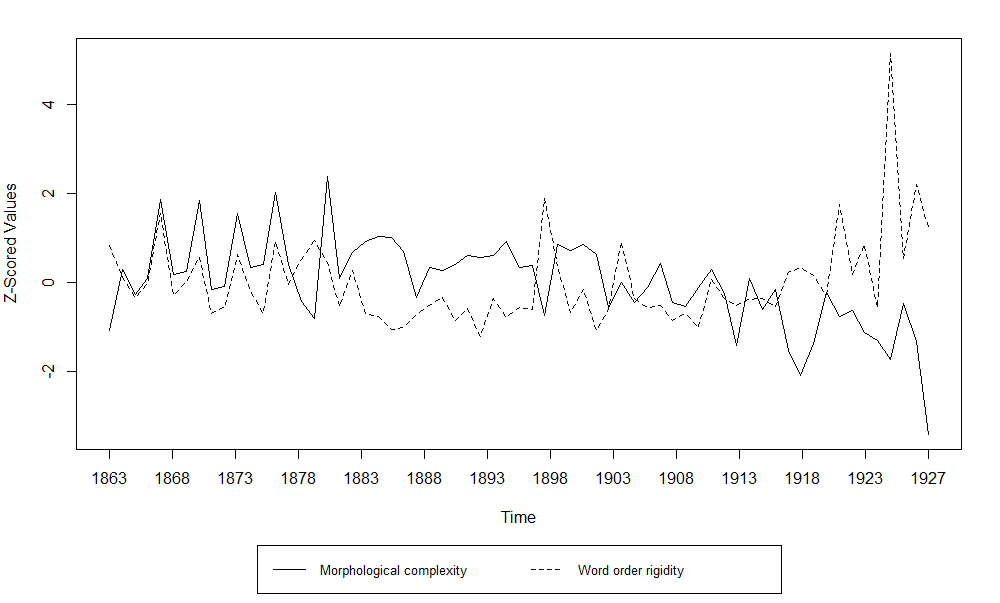 Z-Scored Values
4
2
0
-2
1863 1868 1873 1878 1883 1888 1893 1898 1903 1908 1913 1918 1923 1927
Time
Morphological complexity Word order rigidity